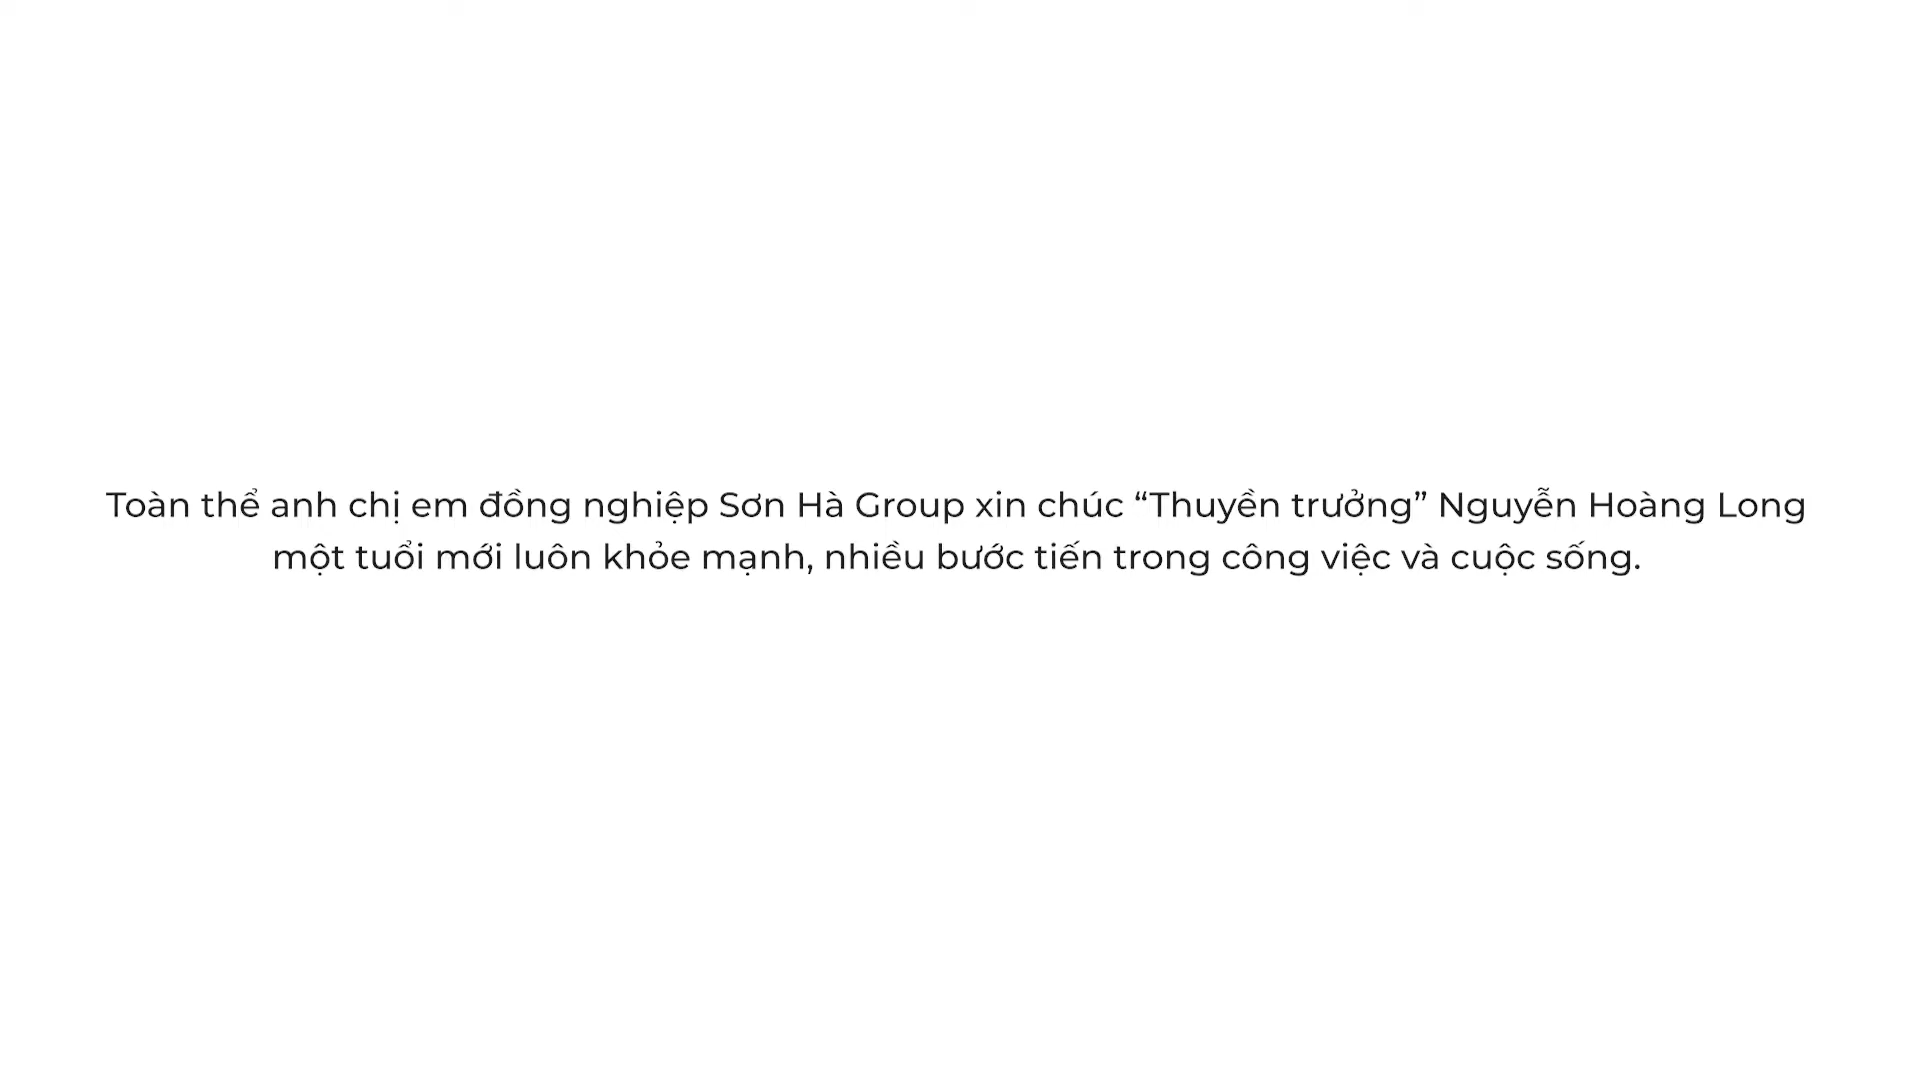 Toàn thể anh chị em đồng nghiệp Sơn Hà Group xin chúc “Thuyền trưởng” Nguyễn Hoàng Long
một tuổi mới luôn khỏe mạnh, nhiều bước tiến trong công việc và cuộc sống.